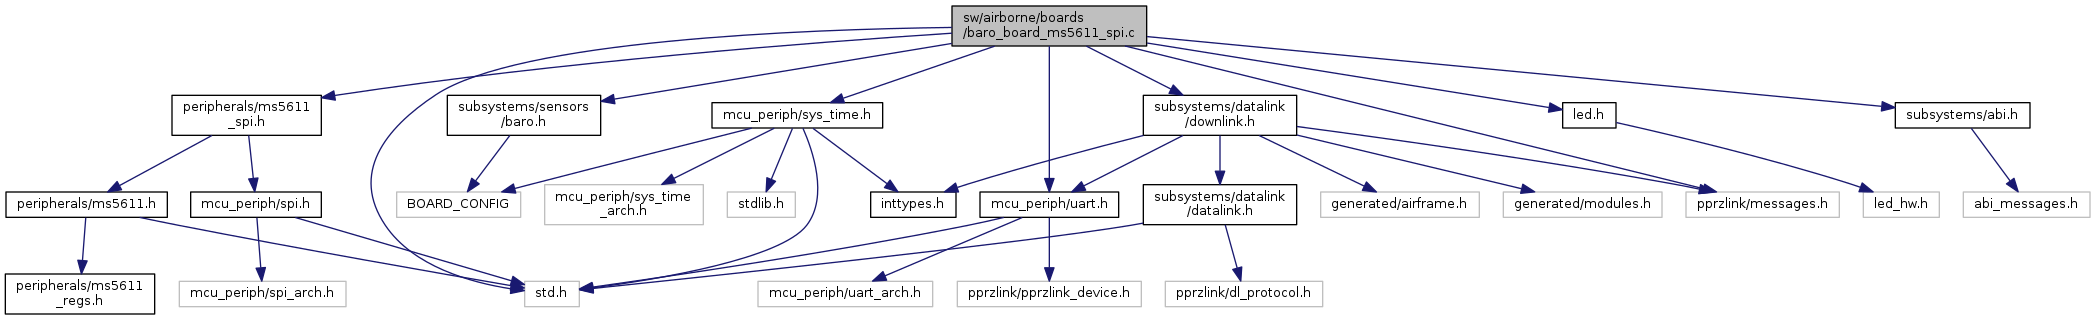 sw/airborne/boards
/baro_board_ms5611_spi.c
peripherals/ms5611
_spi.h
subsystems/sensors
/baro.h
mcu_periph/sys_time.h
subsystems/datalink
/downlink.h
led.h
subsystems/abi.h
peripherals/ms5611.h
mcu_periph/spi.h
BOARD_CONFIG
mcu_periph/sys_time
_arch.h
stdlib.h
inttypes.h
mcu_periph/uart.h
subsystems/datalink
/datalink.h
generated/airframe.h
generated/modules.h
pprzlink/messages.h
led_hw.h
abi_messages.h
peripherals/ms5611
_regs.h
mcu_periph/spi_arch.h
std.h
mcu_periph/uart_arch.h
pprzlink/pprzlink_device.h
pprzlink/dl_protocol.h